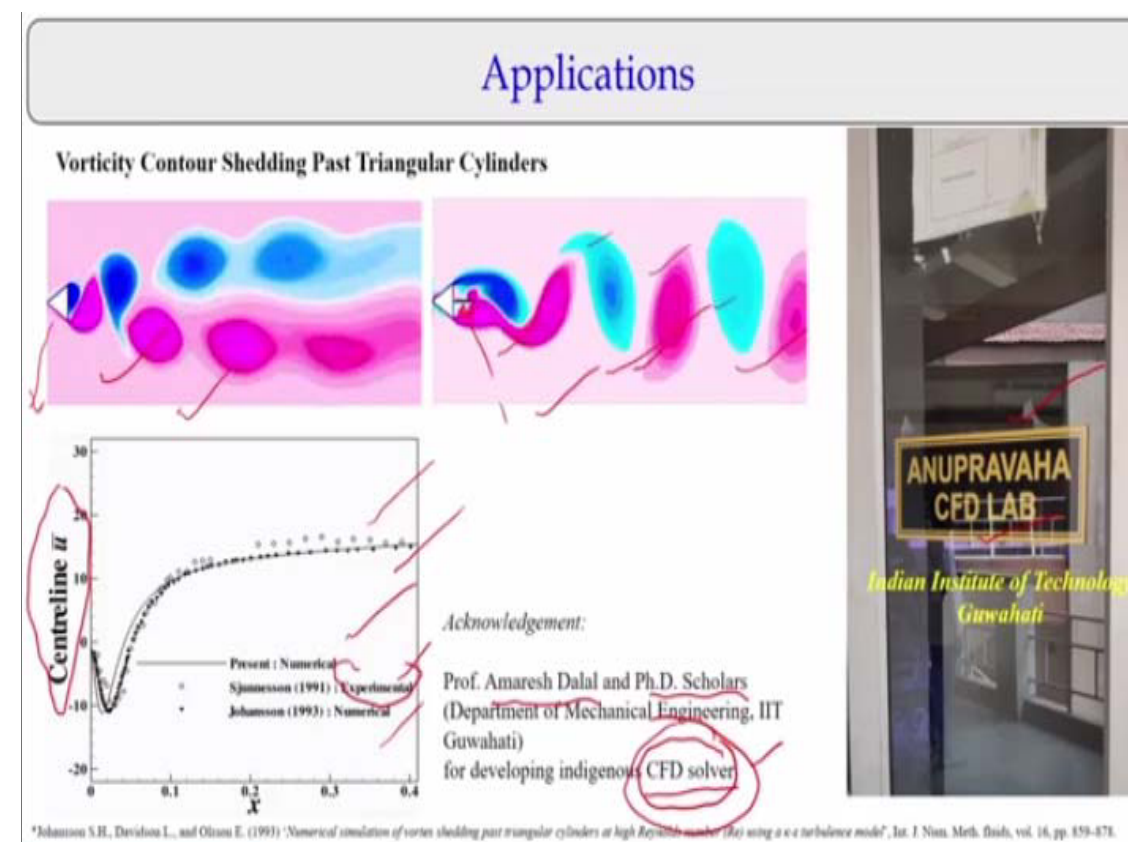 Applications
Vorticity Contour Shedding Past Triangular Cylinders
30
20
10
0
-10
-20
Centreline u̅
Present : Numerical
Sjunnesson (1991) : Experimental
Johansson (1993) : Numerical
0 0.1 0.2 0.3 0.4
x
Acknowledgement:
Prof. Amaresh Dalal and Ph.D. Scholars
(Department of Mechanical Engineering, IIT
Guwahati)
for developing indigenous CFD solver
ANUPRAVAHA
CFD LAB
Indian Institute of Technology
Guwahati
*Johansson S.H., Davidson L., and Olsson E. (1993) 'Numerical simulation of vortex shedding past triangular cylinders at high Reynolds number (Re) using a κ-ε turbulence model', Int. J. Num. Meth. fluids, vol. 16, pp. 859-878.